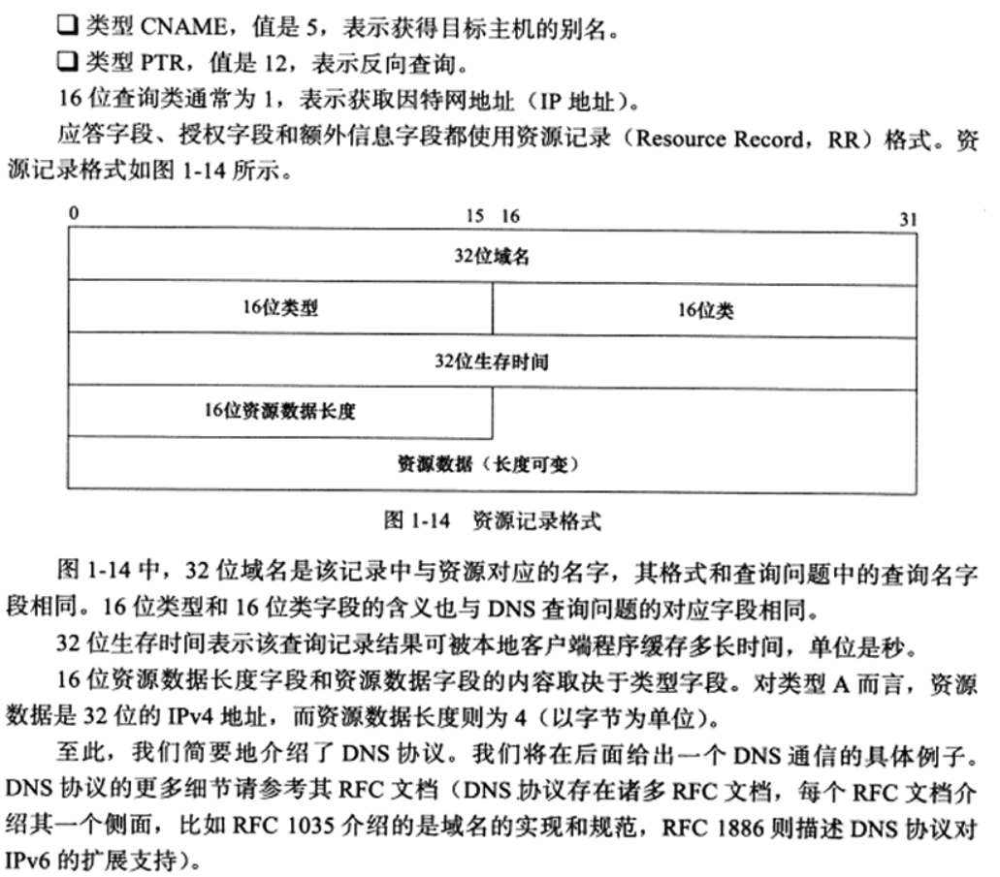 ❑ 类型 CNAME，值是 5，表示获得目标主机的别名。
❑ 类型 PTR，值是 12，表示反向查询。
16 位查询类通常为 1，表示获取因特网地址（IP 地址）。
应答字段、授权字段和额外信息字段都使用资源记录（Resource Record，RR）格式。资
源记录格式如图 1-14 所示。
0 15 16 31
32位域名
16位类型 16位类
32位生存时间
16位资源数据长度
资源数据（长度可变）
图 1-14 资源记录格式
图 1-14 中，32 位域名是该记录中与资源对应的名字，其格式和查询问题中的查询名字
段相同。16 位类型和 16 位类字段的含义也与 DNS 查询问题的对应字段相同。
32 位生存时间表示该查询记录结果可被本地客户端程序缓存多长时间，单位是秒。
16 位资源数据长度字段和资源数据字段的内容取决于类型字段。对类型 A 而言，资源
数据是 32 位的 IPv4 地址，而资源数据长度则为 4（以字节为单位）。
至此，我们简要地介绍了 DNS 协议。我们将在后面给出一个 DNS 通信的具体例子。
DNS 协议的更多细节请参考其 RFC 文档（DNS 协议存在诸多 RFC 文档，每个 RFC 文档介
绍其一个侧面，比如 RFC 1035 介绍的是域名的实现和规范，RFC 1886 则描述 DNS 协议对
IPv6 的扩展支持）。